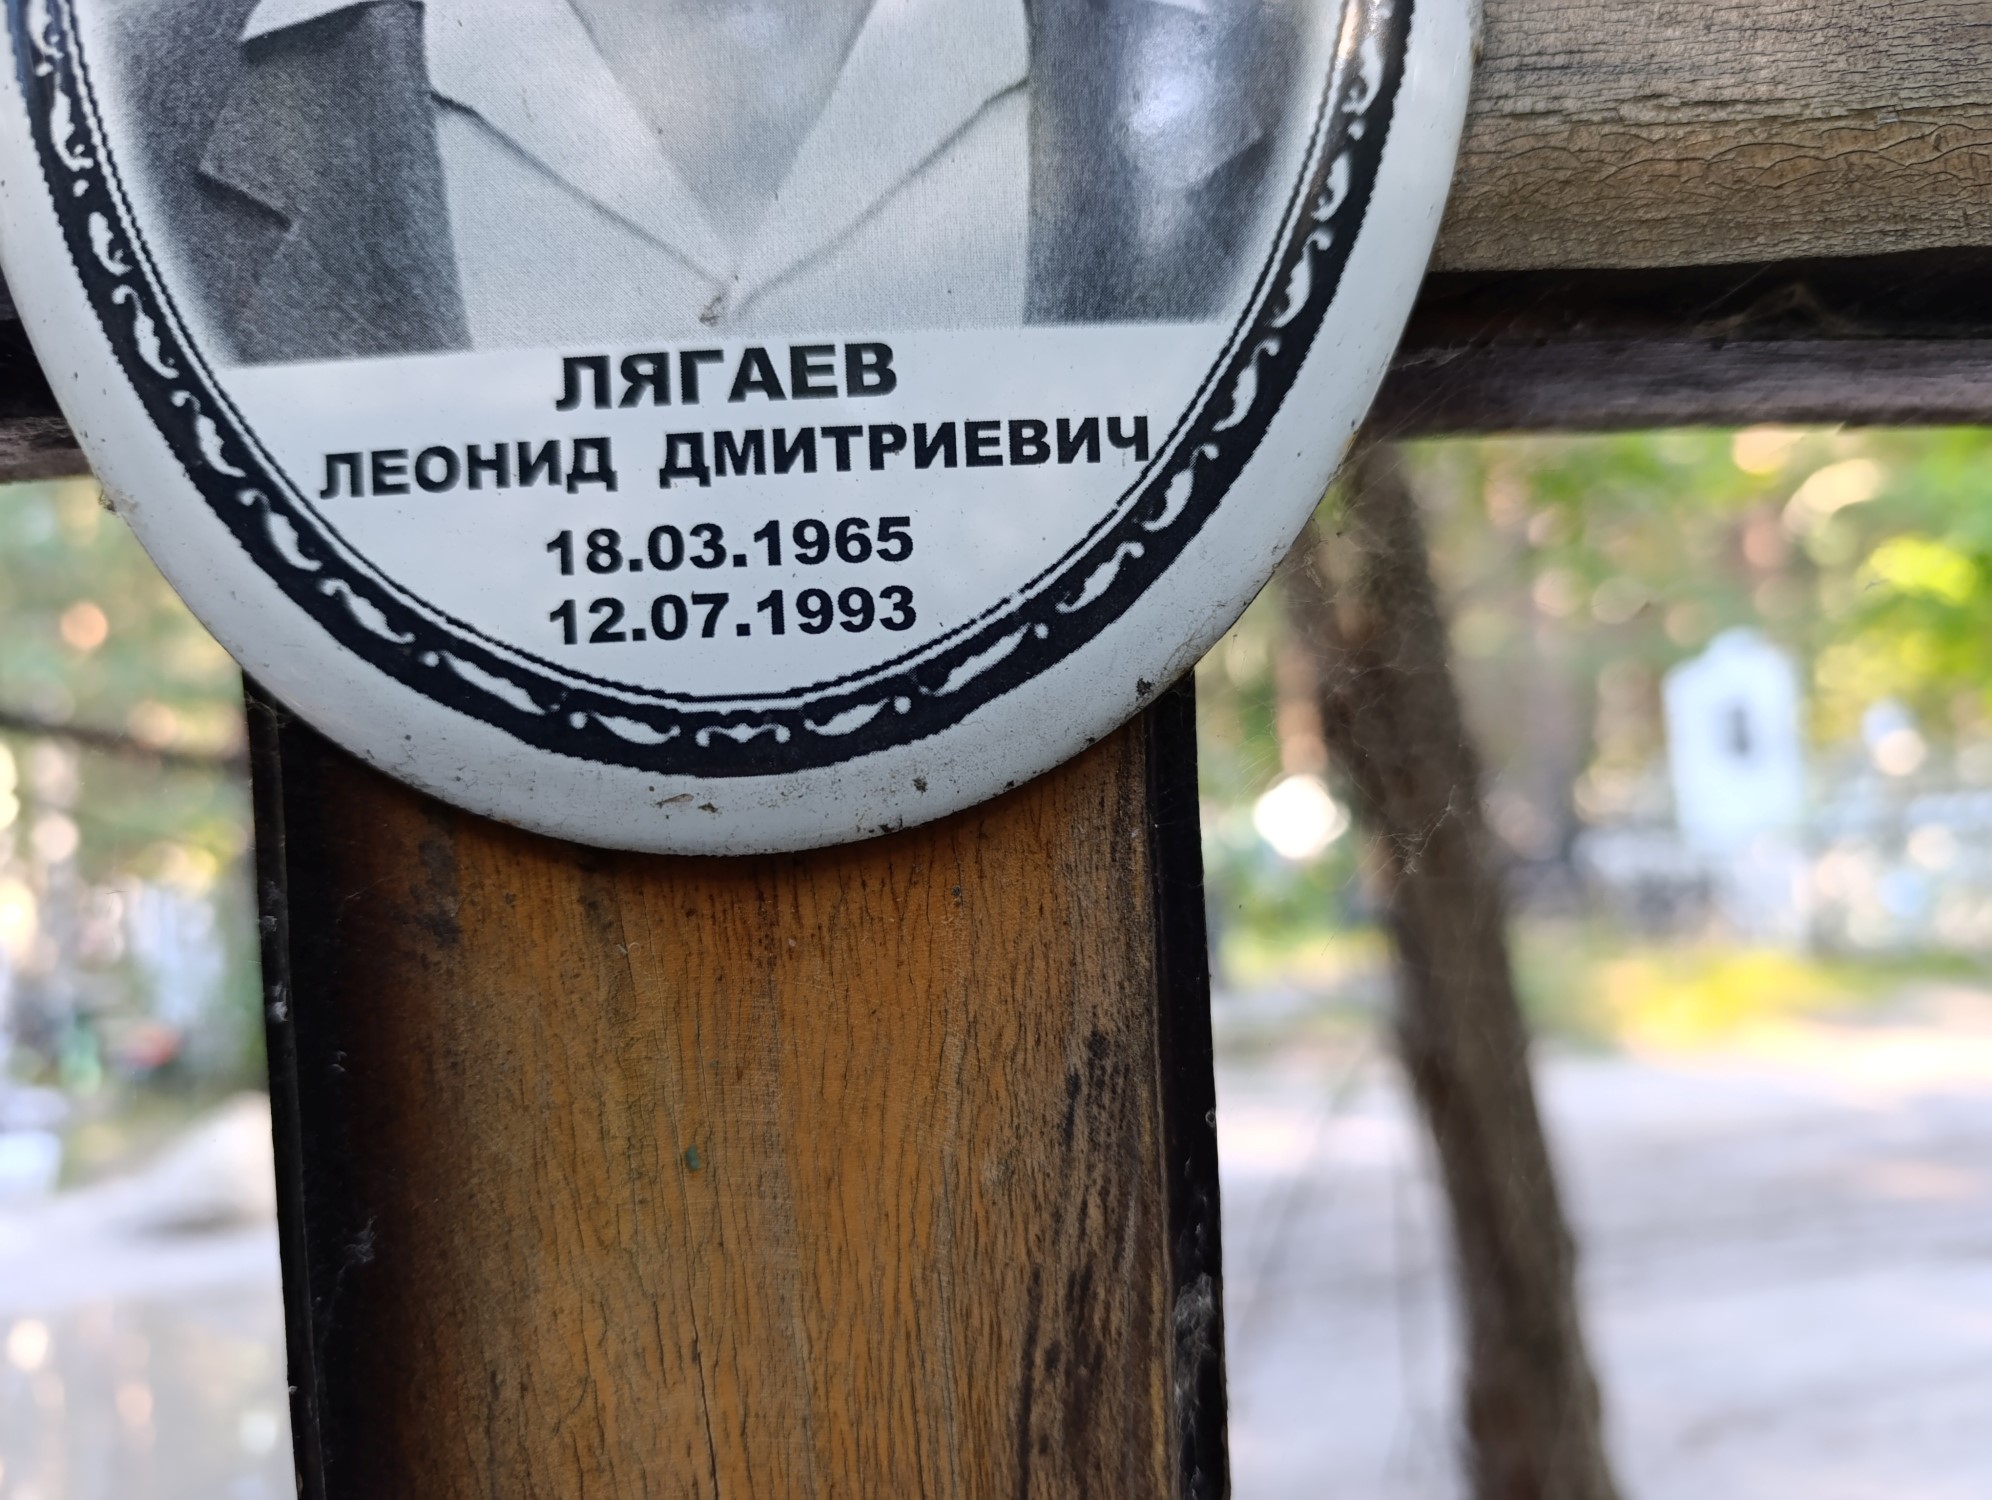 ЛЯГАЕВ
ЛЕОНИД ДМИТРИЕВИЧ
18.03.1965
12.07.1993